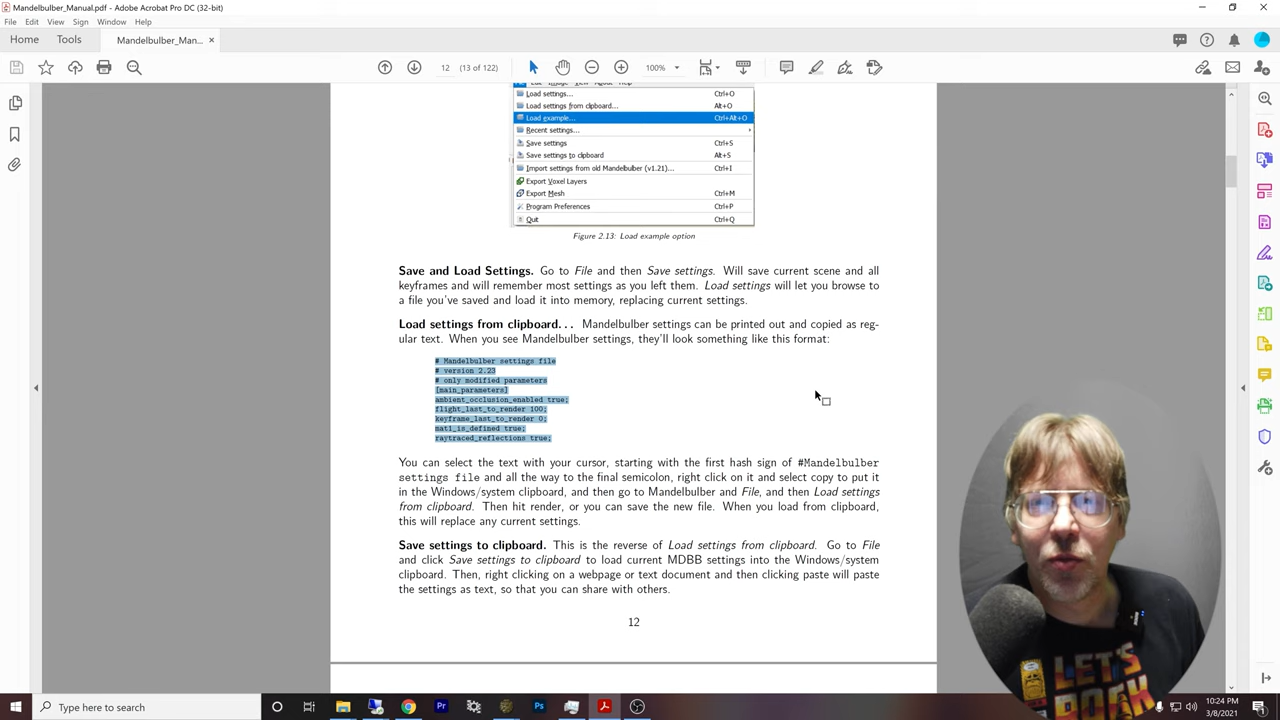 Mandelbulber_Manual.pdf - Adobe Acrobat Pro DC (32-bit)
File Edit View Sign Window Help
Home Tools Mandelbulber_Man... ×
12 (13 of 122) 100%
Load settings... Ctrl+O
Load settings from clipboard... Alt+O
Load example... Ctrl+Alt+O
Recent settings...
Save settings Ctrl+S
Save settings to clipboard Alt+S
Import settings from old Mandelbulber (v1.21)... Ctrl+I
Export Voxel Layers
Export Mesh Ctrl+M
Program Preferences Ctrl+P
Quit Ctrl+Q
Figure 2.13: Load example option
Save and Load Settings. Go to File and then Save settings. Will save current scene and all
keyframes and will remember most settings as you left them. Load settings will let you browse to
a file you've saved and load it into memory, replacing current settings.
Load settings from clipboard... Mandelbulber settings can be printed out and copied as reg-
ular text. When you see Mandelbulber settings, they'll look something like this format:
# Mandelbulber settings file
# version 2.23
# only modified parameters
[main_parameters]
ambient_occlusion_enabled true;
flight_last_to_render 100;
keyframe_last_to_render 0;
mat1_is_defined true;
raytraced_reflections true;
You can select the text with your cursor, starting with the first hash sign of #Mandelbulber
settings file and all the way to the final semicolon, right click on it and select copy to put it
in the Windows/system clipboard, and then go to Mandelbulber and File, and then Load settings
from clipboard. Then hit render, or you can save the new file. When you load from clipboard,
this will replace any current settings.
Save settings to clipboard. This is the reverse of Load settings from clipboard. Go to File
and click Save settings to clipboard to load current MDBB settings into the Windows/system
clipboard. Then, right clicking on a webpage or text document and then clicking paste will paste
the settings as text, so that you can share with others.
12
LET'S
Type here to search
10:24 PM
3/8/2021